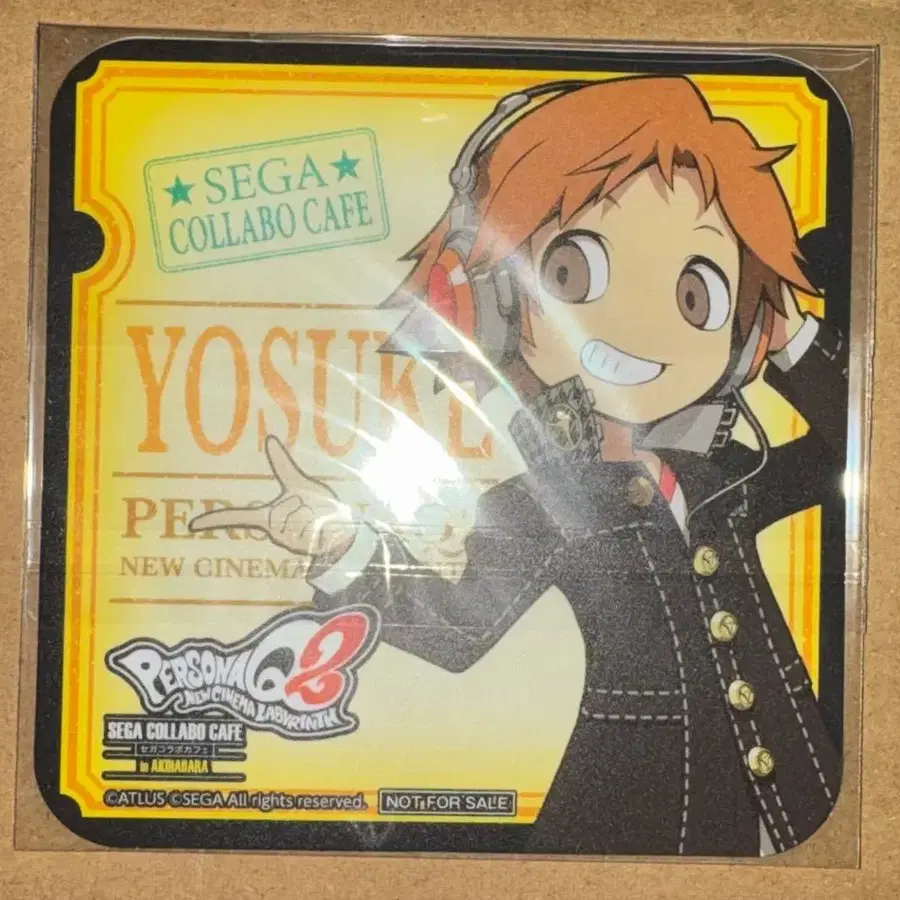 ★SEGA★
COLLABO CAFE
YOSUKE
NEW CINEMA
PERSONA Q2
NEW CINEMA LABYRINTH
SEGA COLLABO CAFE
セガコラボカフェ
in AKIHABARA
©ATLUS ©SEGA All rights reserved.
NOT FOR SALE